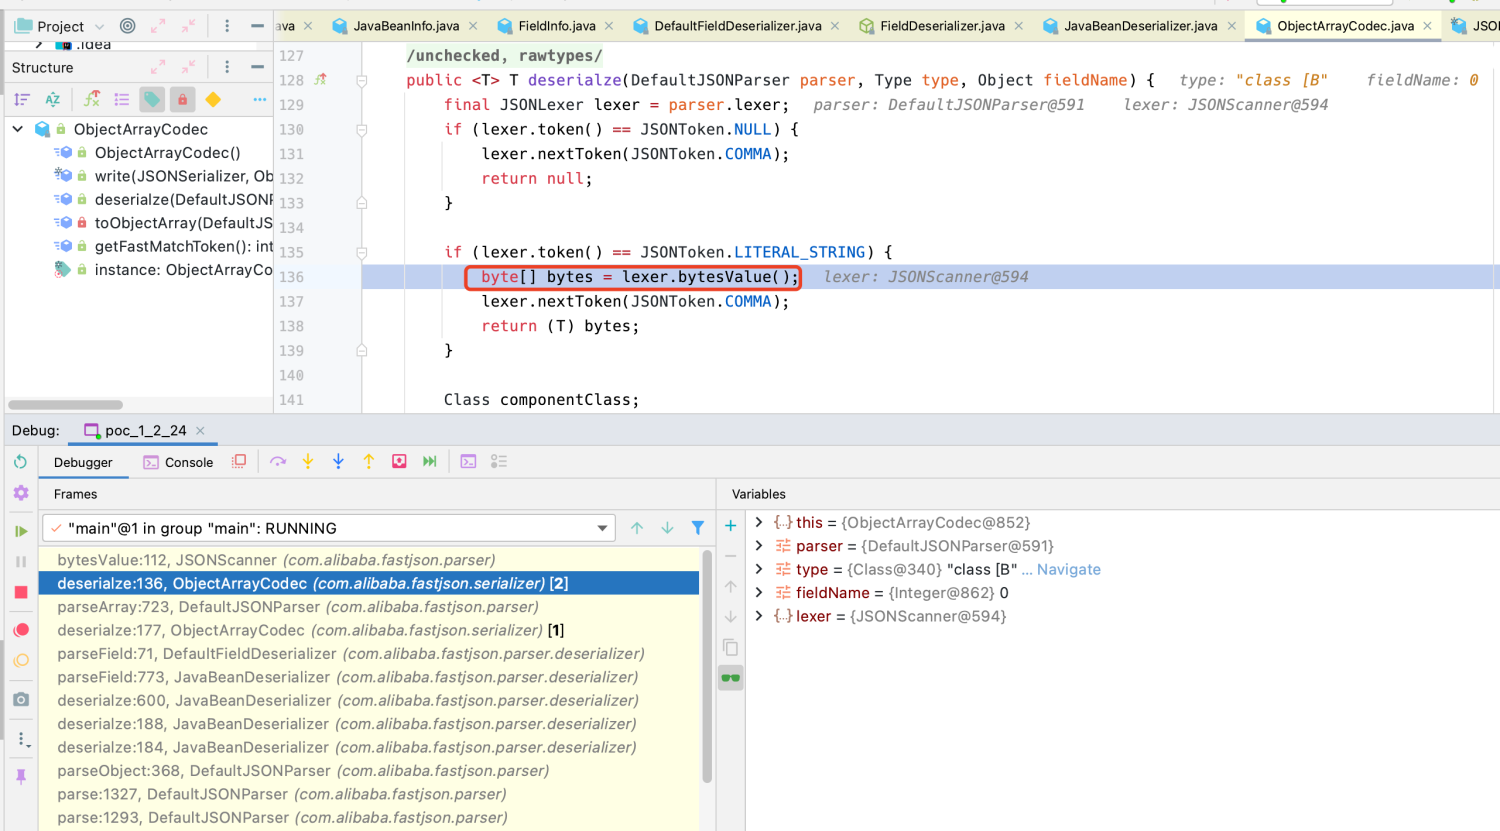 Project
ava
JavaBeanInfo.java
FieldInfo.java
DefaultFieldDeserializer.java
FieldDeserializer.java
JavaBeanDeserializer.java
ObjectArrayCodec.java
JSO
.idea
Structure
ObjectArrayCodec
ObjectArrayCodec()
write(JSONSerializer, Ob
deserialze(DefaultJSONP
toObjectArray(DefaultJS
getFastMatchToken(): int
instance: ObjectArrayCo
127 /unchecked, rawtypes/
128 public <T> T deserialze(DefaultJSONParser parser, Type type, Object fieldName) { type: "class [B" fieldName: 0
129 final JSONLexer lexer = parser.lexer; parser: DefaultJSONParser@591 lexer: JSONScanner@594
130 if (lexer.token() == JSONToken.NULL) {
131 lexer.nextToken(JSONToken.COMMA);
132 return null;
133 }
134
135 if (lexer.token() == JSONToken.LITERAL_STRING) {
136 byte[] bytes = lexer.bytesValue(); lexer: JSONScanner@594
137 lexer.nextToken(JSONToken.COMMA);
138 return (T) bytes;
139 }
140
141 Class componentClass;
Debug: poc_1_2_24
Debugger Console
Frames
"main"@1 in group "main": RUNNING
bytesValue:112, JSONScanner (com.alibaba.fastjson.parser)
deserialze:136, ObjectArrayCodec (com.alibaba.fastjson.serializer) [2]
parseArray:723, DefaultJSONParser (com.alibaba.fastjson.parser)
deserialze:177, ObjectArrayCodec (com.alibaba.fastjson.serializer) [1]
parseField:71, DefaultFieldDeserializer (com.alibaba.fastjson.parser.deserializer)
parseField:773, JavaBeanDeserializer (com.alibaba.fastjson.parser.deserializer)
deserialze:600, JavaBeanDeserializer (com.alibaba.fastjson.parser.deserializer)
deserialze:188, JavaBeanDeserializer (com.alibaba.fastjson.parser.deserializer)
deserialze:184, JavaBeanDeserializer (com.alibaba.fastjson.parser.deserializer)
parseObject:368, DefaultJSONParser (com.alibaba.fastjson.parser)
parse:1327, DefaultJSONParser (com.alibaba.fastjson.parser)
parse:1293, DefaultJSONParser (com.alibaba.fastjson.parser)
Variables
this = {ObjectArrayCodec@852}
parser = {DefaultJSONParser@591}
type = {Class@340} "class [B" ... Navigate
fieldName = {Integer@862} 0
lexer = {JSONScanner@594}